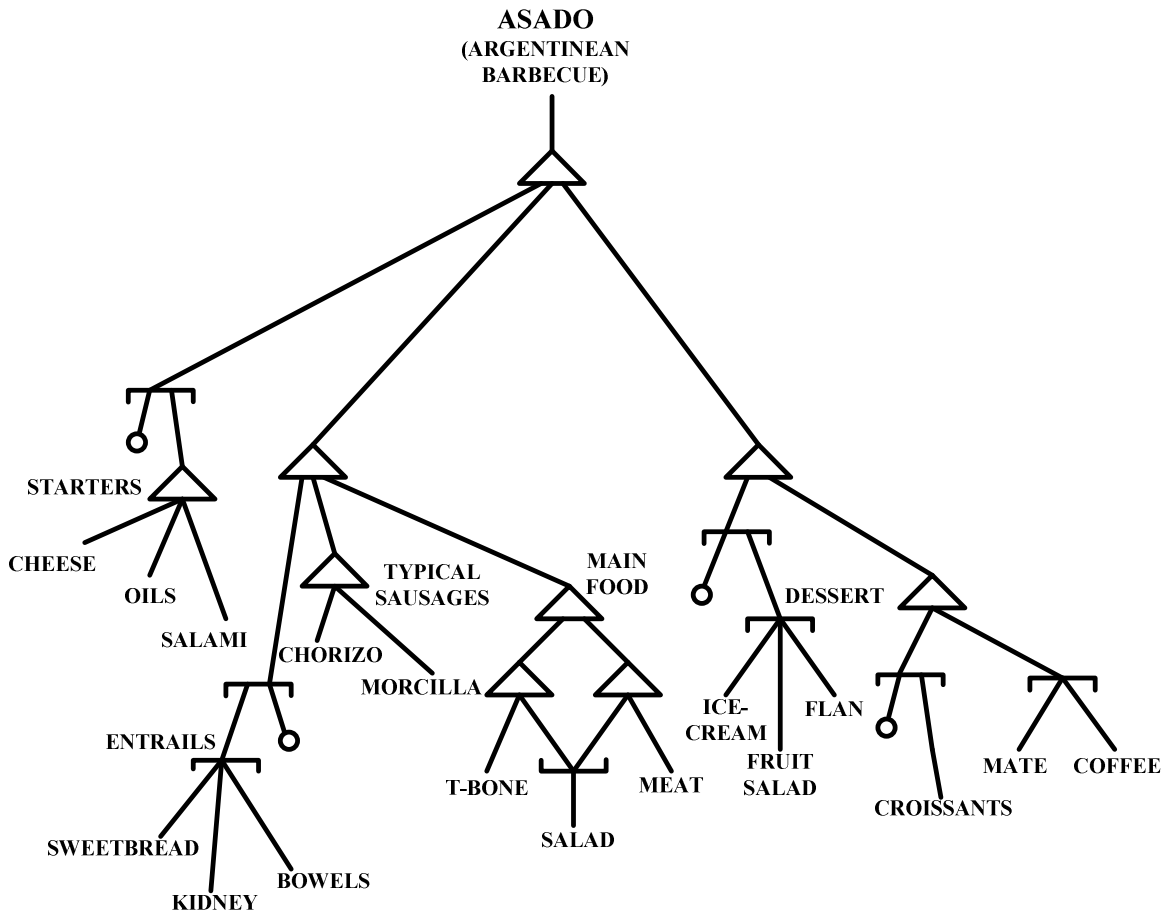 ASADO
(ARGENTINEAN
BARBECUE)
STARTERS
CHEESE
OILS
SALAMI
TYPICAL
SAUSAGES
CHORIZO
MORCILLA
ENTRAILS
SWEETBREAD
KIDNEY
BOWELS
MAIN
FOOD
T-BONE
SALAD
MEAT
DESSERT
ICE-
CREAM
FRUIT
SALAD
FLAN
CROISSANTS
MATE
COFFEE